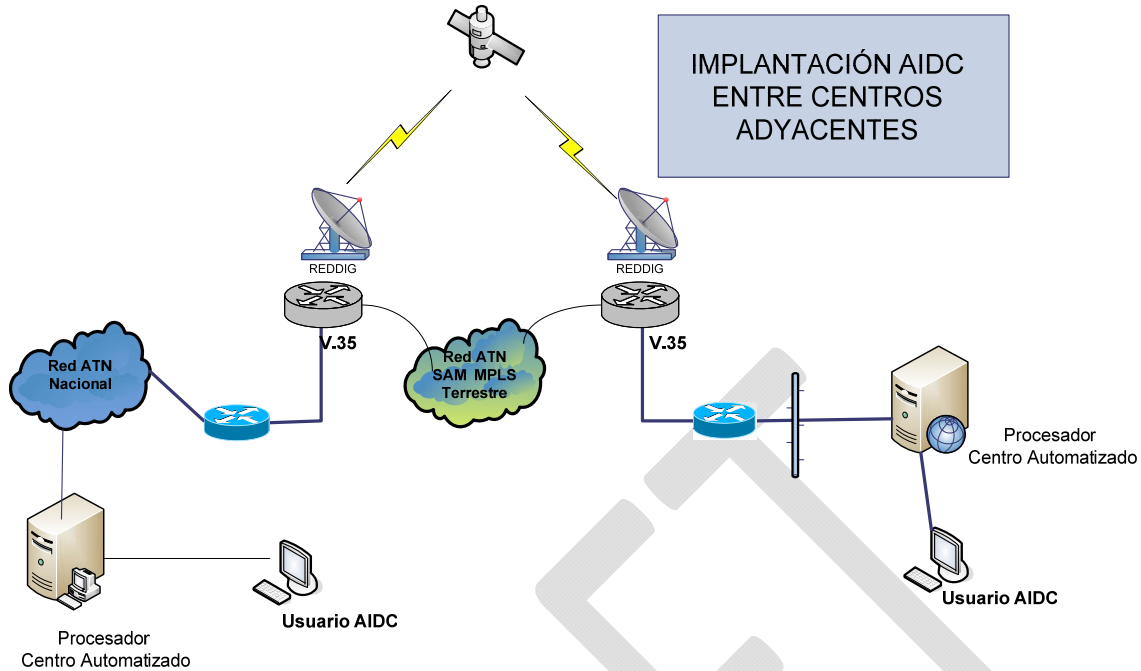 IMPLANTACIÓN AIDC
ENTRE CENTROS
ADYACENTES
REDDIG
REDDIG
V.35
V.35
Red ATN
Nacional
Red ATN
SAM MPLS
Terrestre
Procesador
Centro Automatizado
Usuario AIDC
Usuario AIDC
Procesador
Centro Automatizado